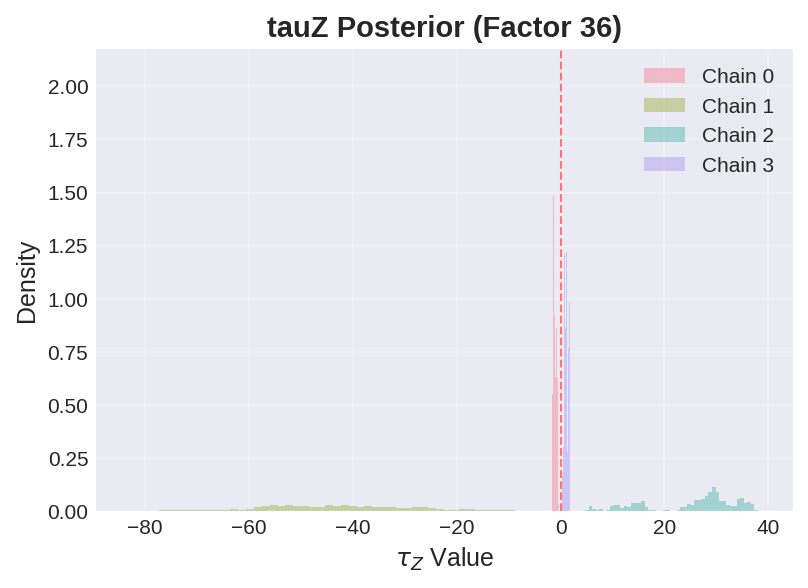 tauZ Posterior (Factor 36)
Chain 0
Chain 1
Chain 2
Chain 3
Density
2.00
1.75
1.50
1.25
1.00
0.75
0.50
0.25
0.00
−80 −60 −40 −20 0 20 40
τ_Z Value